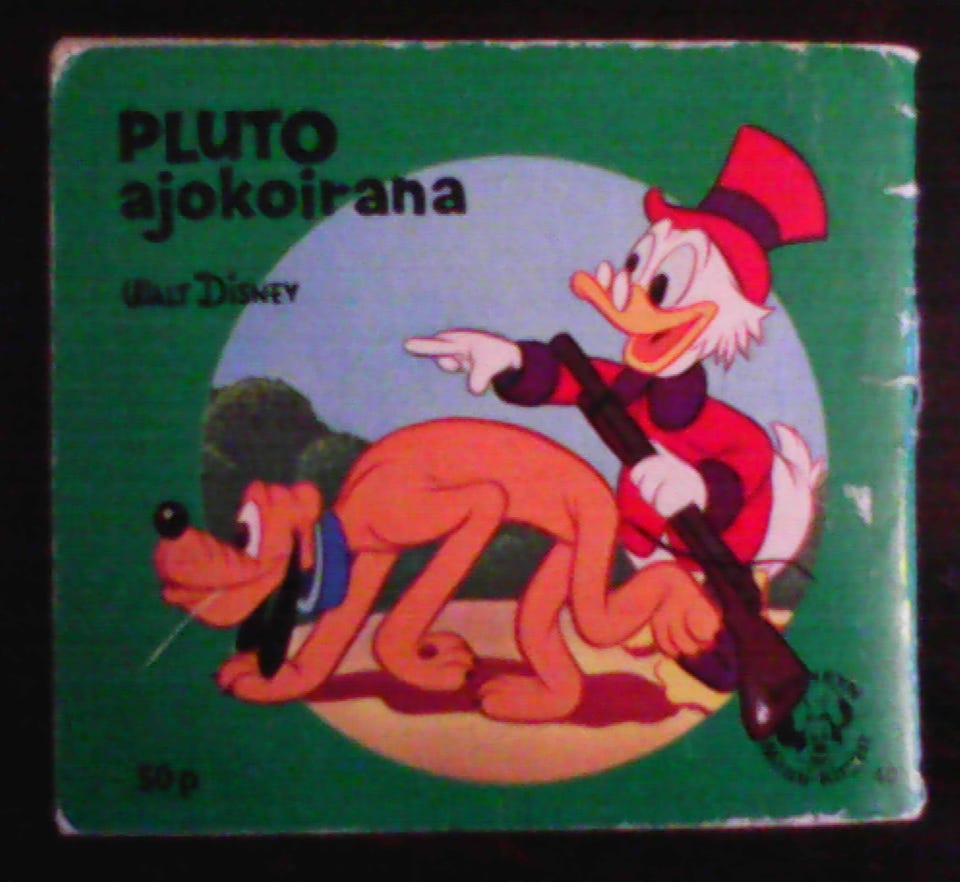 PLUTO
ajokoirana
WALT DISNEY
50 p
40